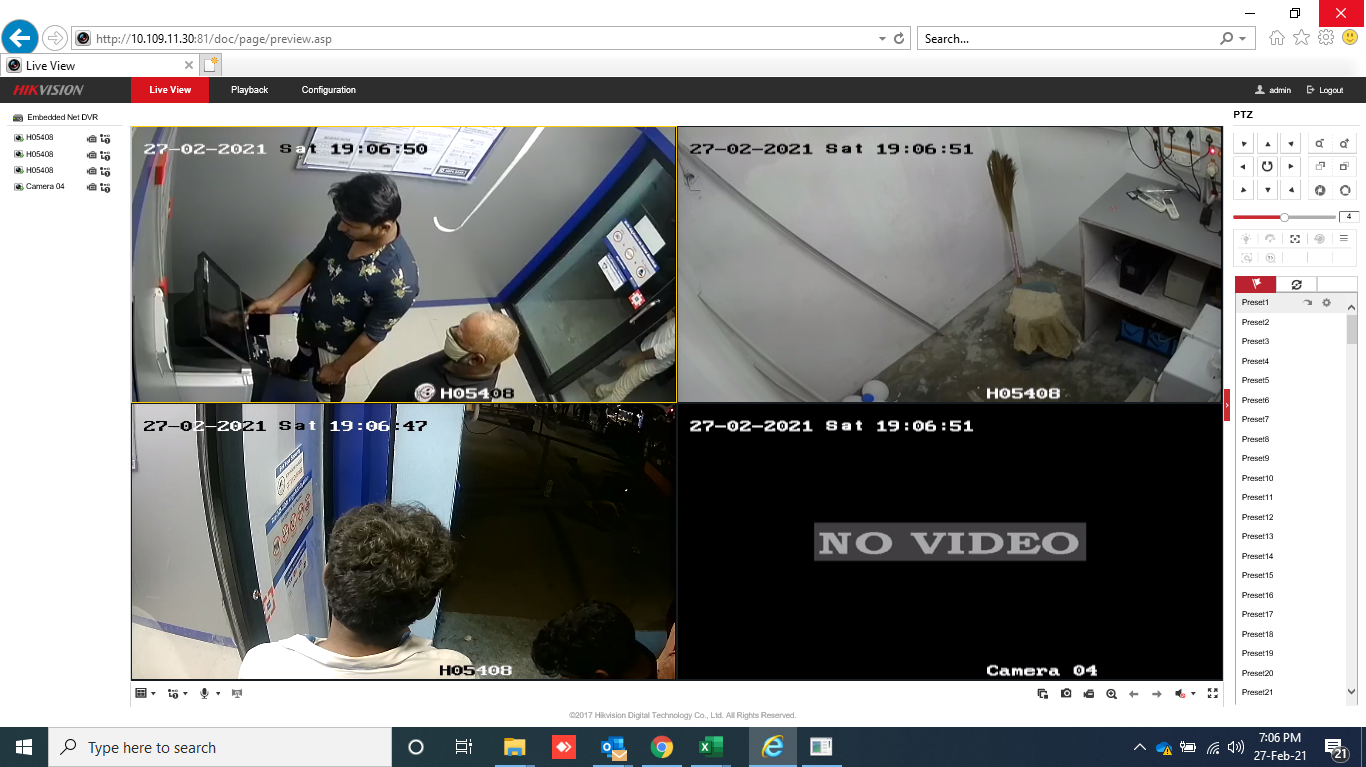 http://10.109.11.30:81/doc/page/preview.asp
Search...
Live View
HIKVISION
Live View
Playback
Configuration
admin
Logout
Embedded Net DVR
H05408
H05408
H05408
Camera 04
27-02-2021 Sat 19:06:50
H05408
27-02-2021 Sat 19:06:51
H05408
27-02-2021 Sat 19:06:47
H05408
27-02-2021 Sat 19:06:51
NO VIDEO
Camera 04
PTZ
4
Preset1
Preset2
Preset3
Preset4
Preset5
Preset6
Preset7
Preset8
Preset9
Preset10
Preset11
Preset12
Preset13
Preset14
Preset15
Preset16
Preset17
Preset18
Preset19
Preset20
Preset21
©2017 Hikvision Digital Technology Co., Ltd. All Rights Reserved.
Type here to search
7:06 PM
27-Feb-21
21